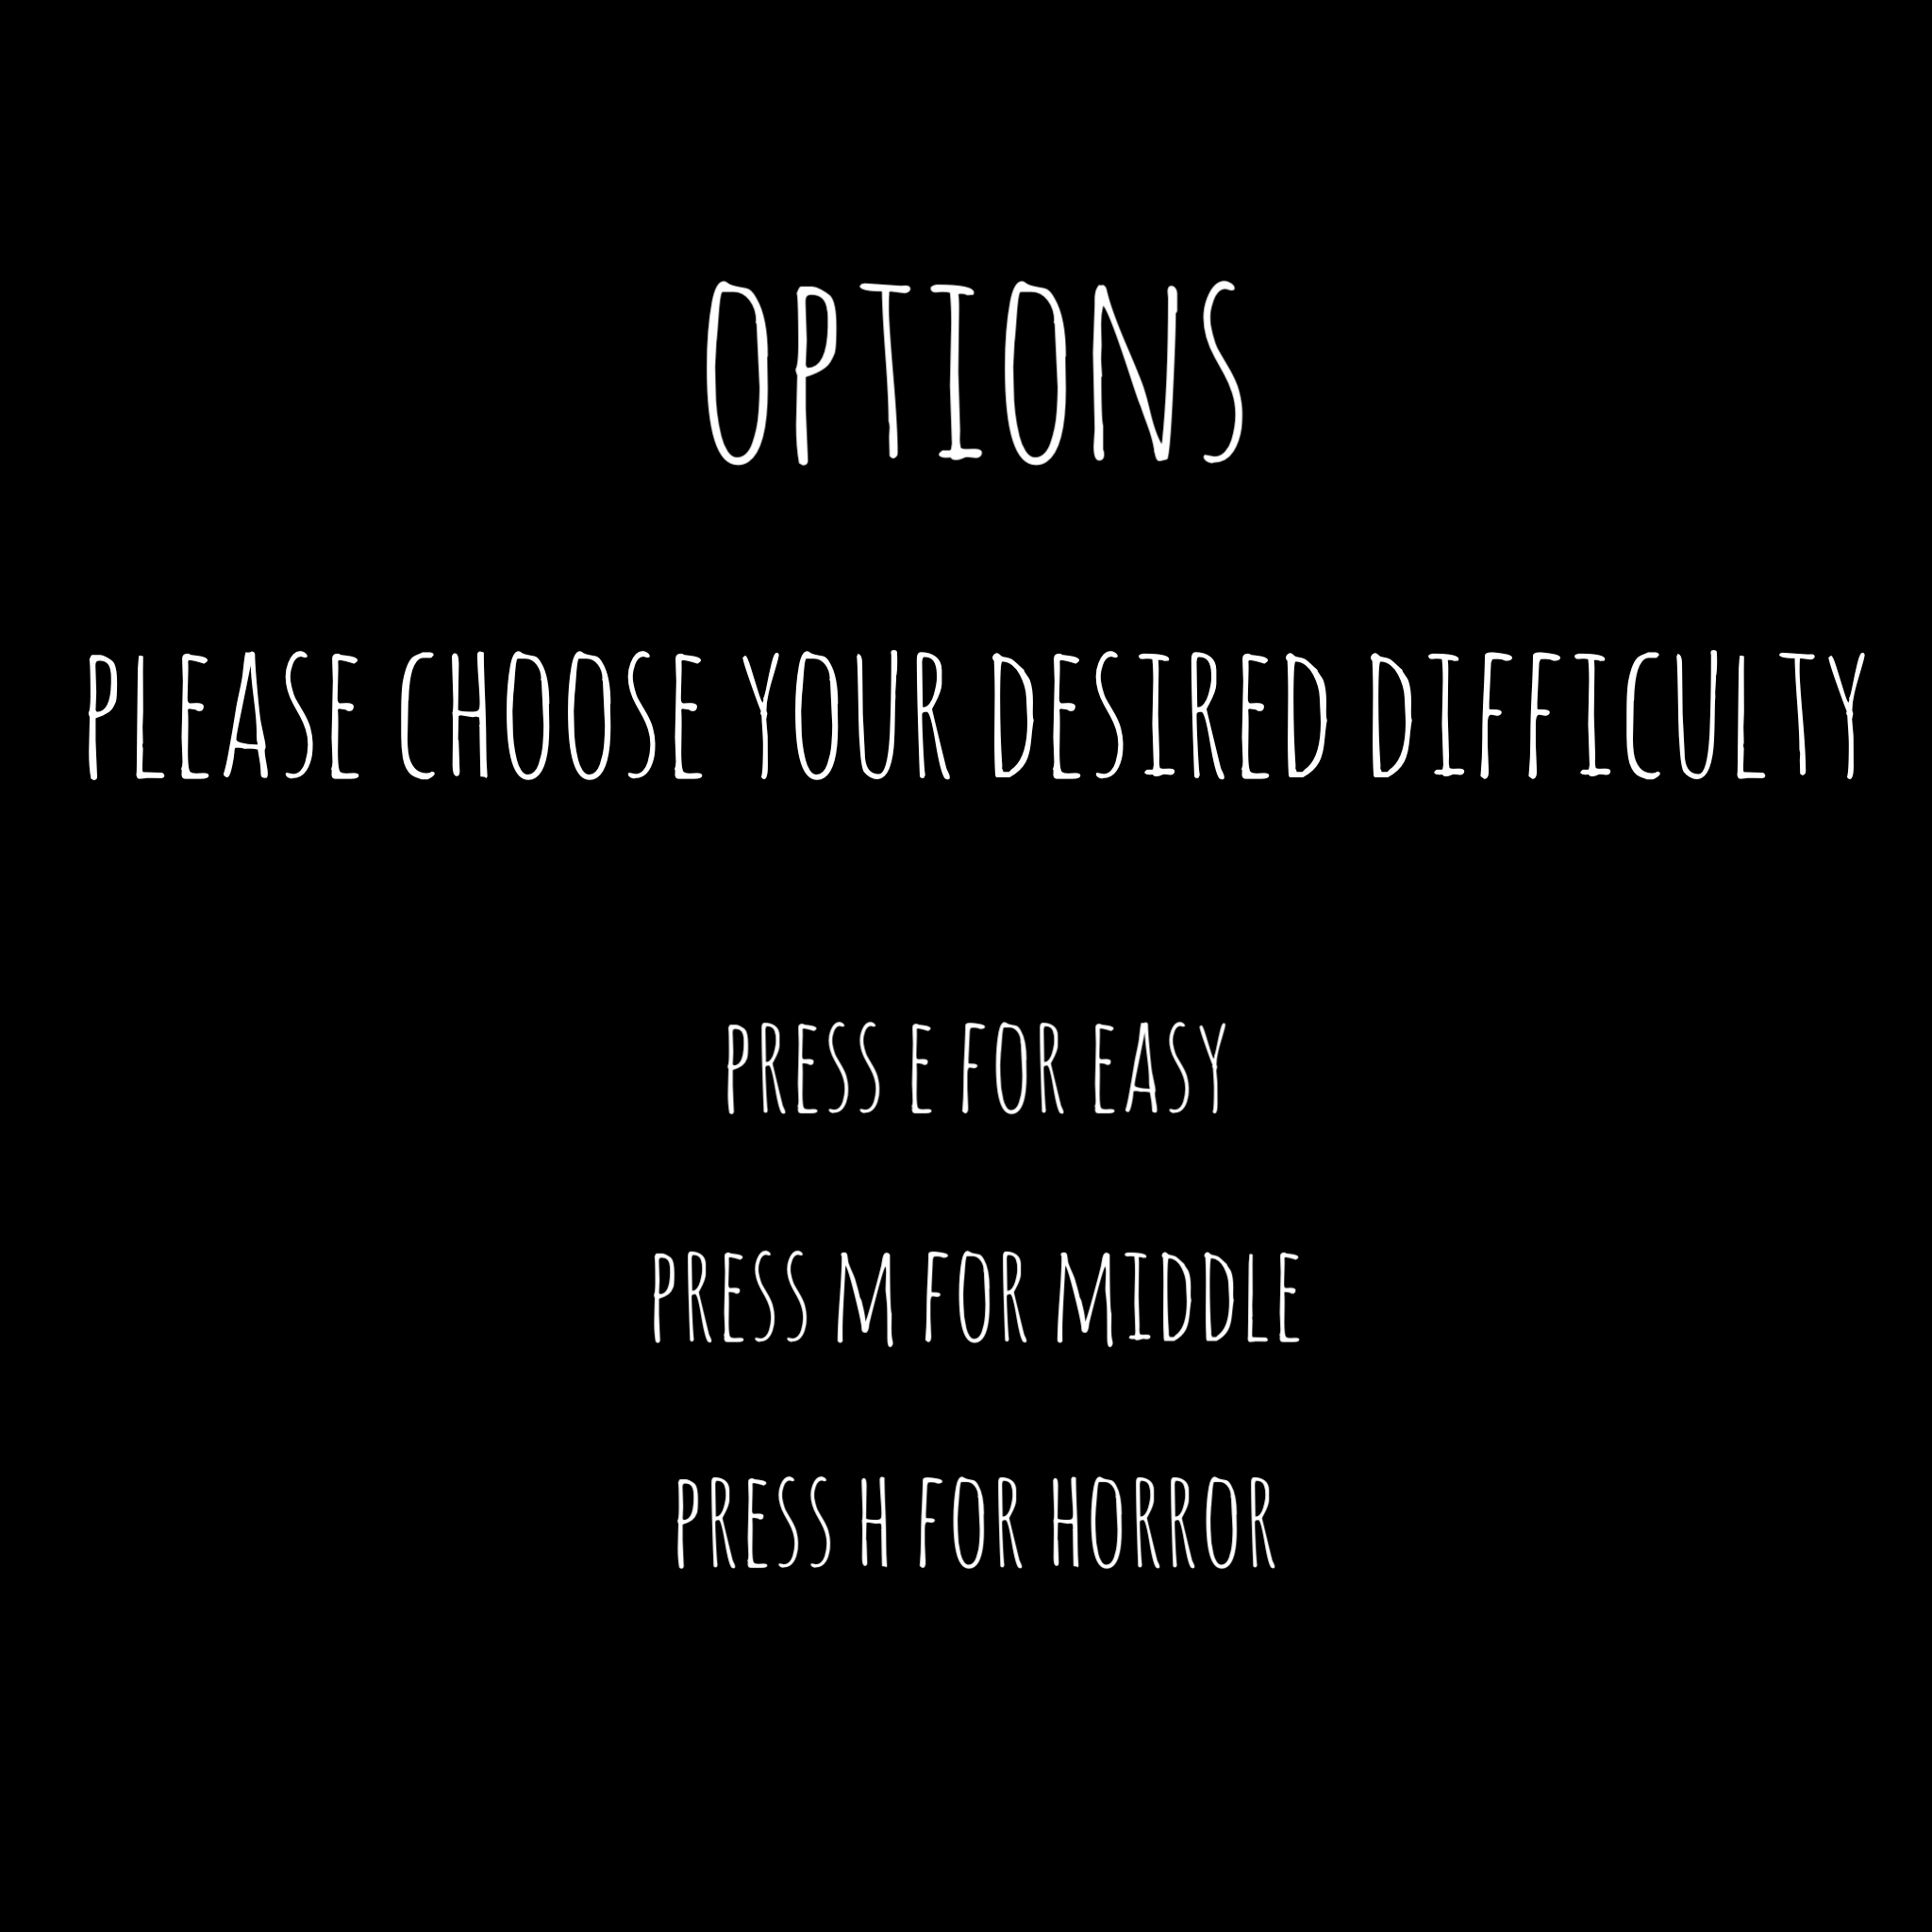 OPTIONS
PLEASE CHOOSE YOUR DESIRED DIFFICULTY
PRESS E FOR EASY
PRESS M FOR MIDDLE
PRESS H FOR HORROR